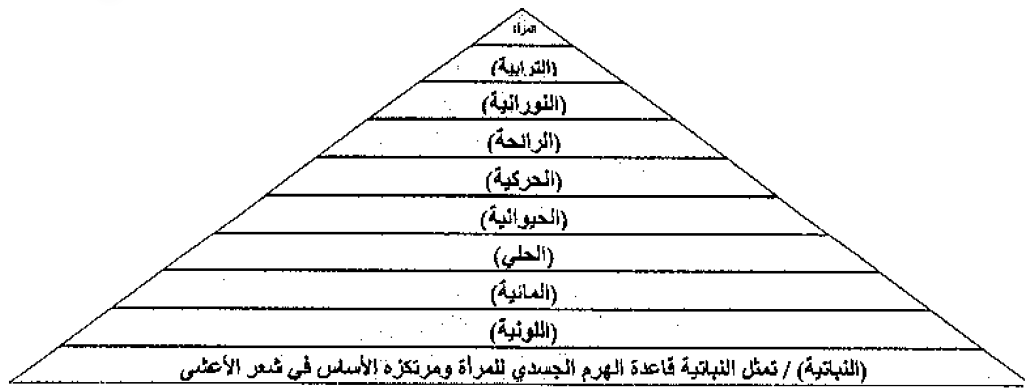 المرأة
(الترابية)
(النورانية)
(الرائحة)
(الحركية)
(الحيوانية)
(الحلي)
(المائية)
(اللونية)
(النباتية) / تمثل النباتية قاعدة الهرم الجسدي للمرأة ومرتكزه الأساس في شعر الأعشى